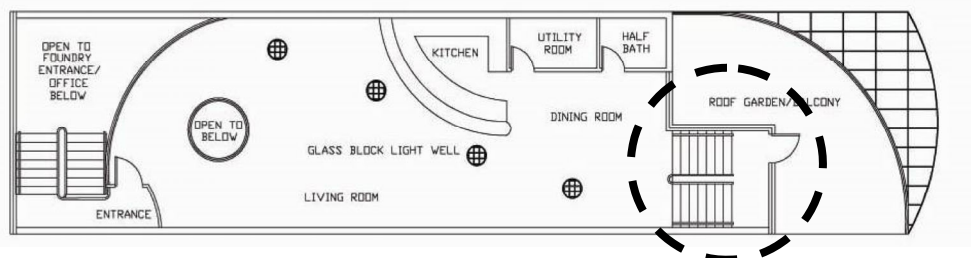 OPEN TO
FOUNDRY
ENTRANCE/
OFFICE
BELOW
KITCHEN
UTILITY
ROOM
HALF
BATH
ROOF GARDEN/BALCONY
DINING ROOM
OPEN TO
BELOW
GLASS BLOCK LIGHT WELL
LIVING ROOM
ENTRANCE